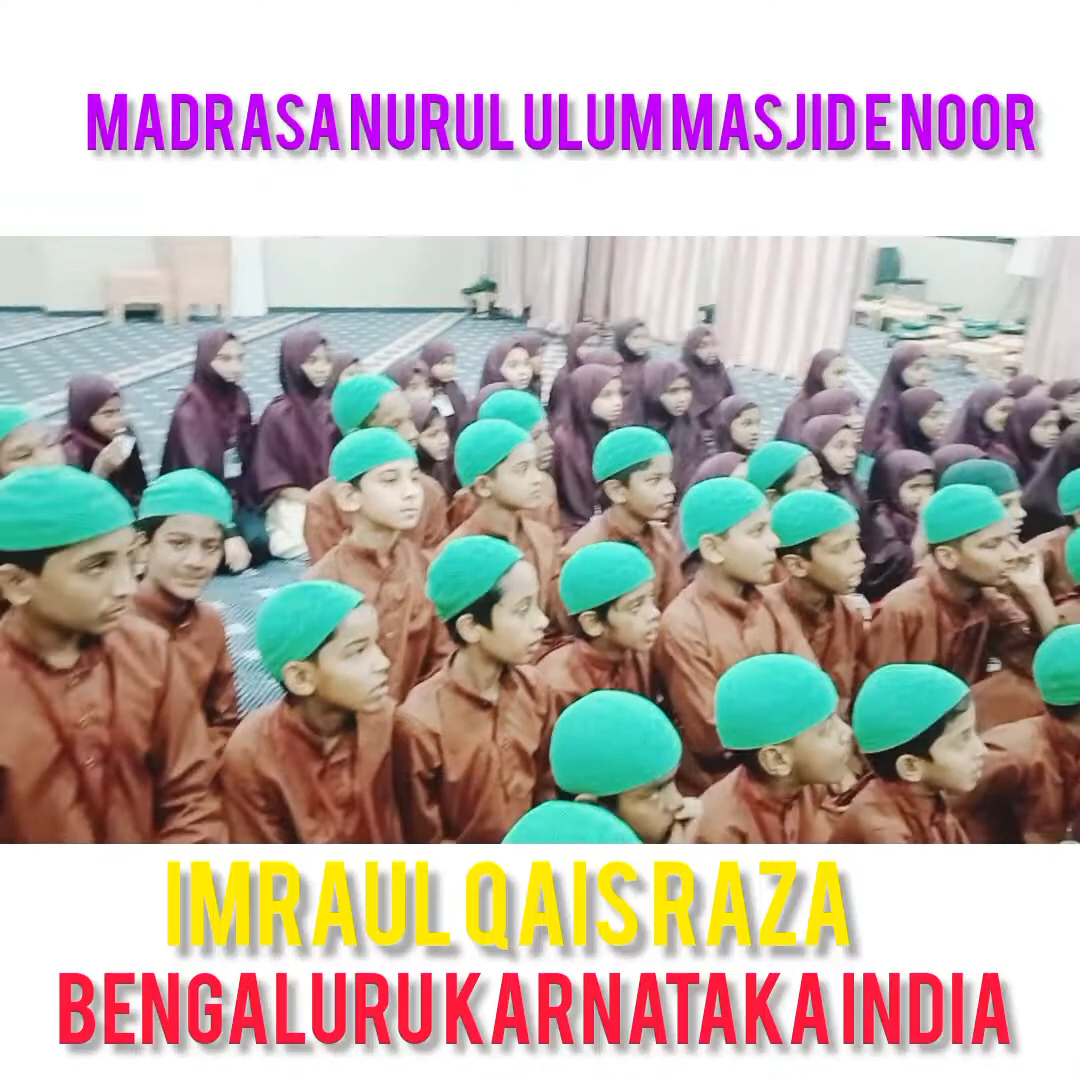 MADRASA NURUL ULUM MASJIDE NOOR
IMRAUL QAIS RAZA
BENGALURU KARNATAKA INDIA